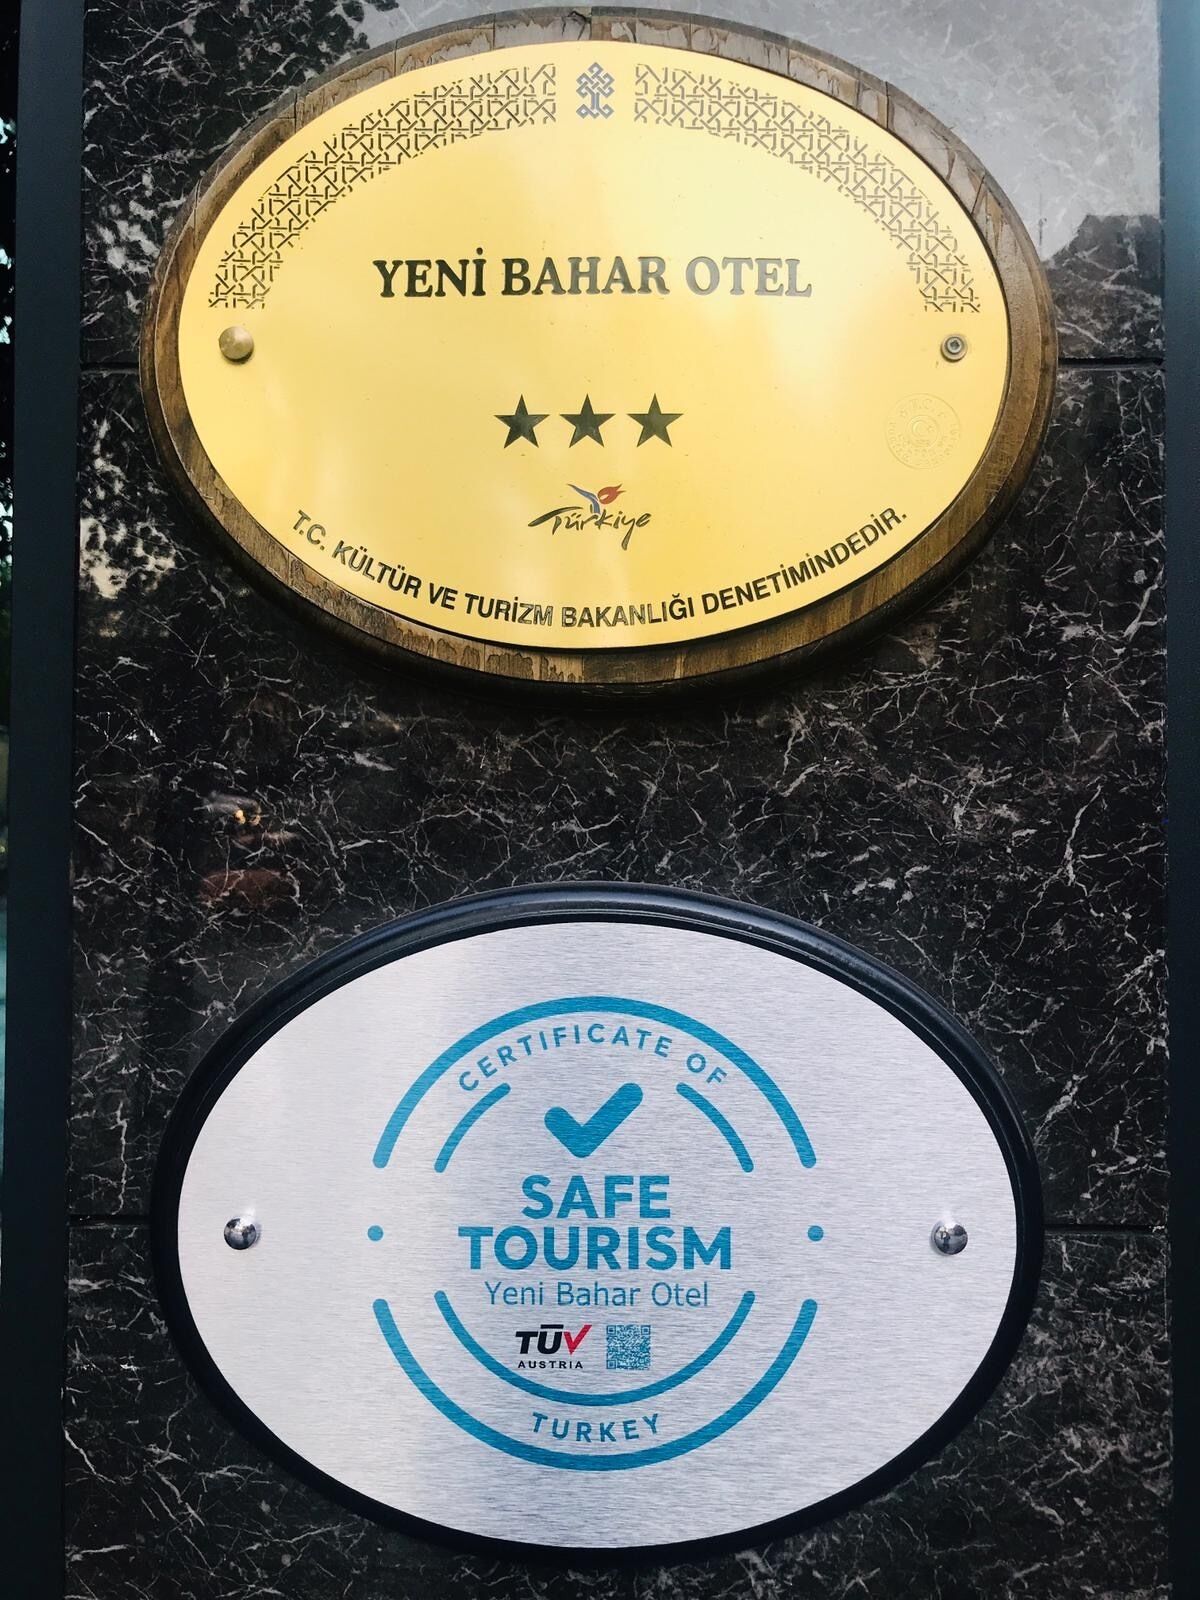 YENİ BAHAR OTEL
Türkiye
T.C. KÜLTÜR VE TURİZM BAKANLIĞI DENETİMİNDEDİR.
CERTIFICATE OF
SAFE
TOURISM
Yeni Bahar Otel
TÜV
AUSTRIA
TURKEY